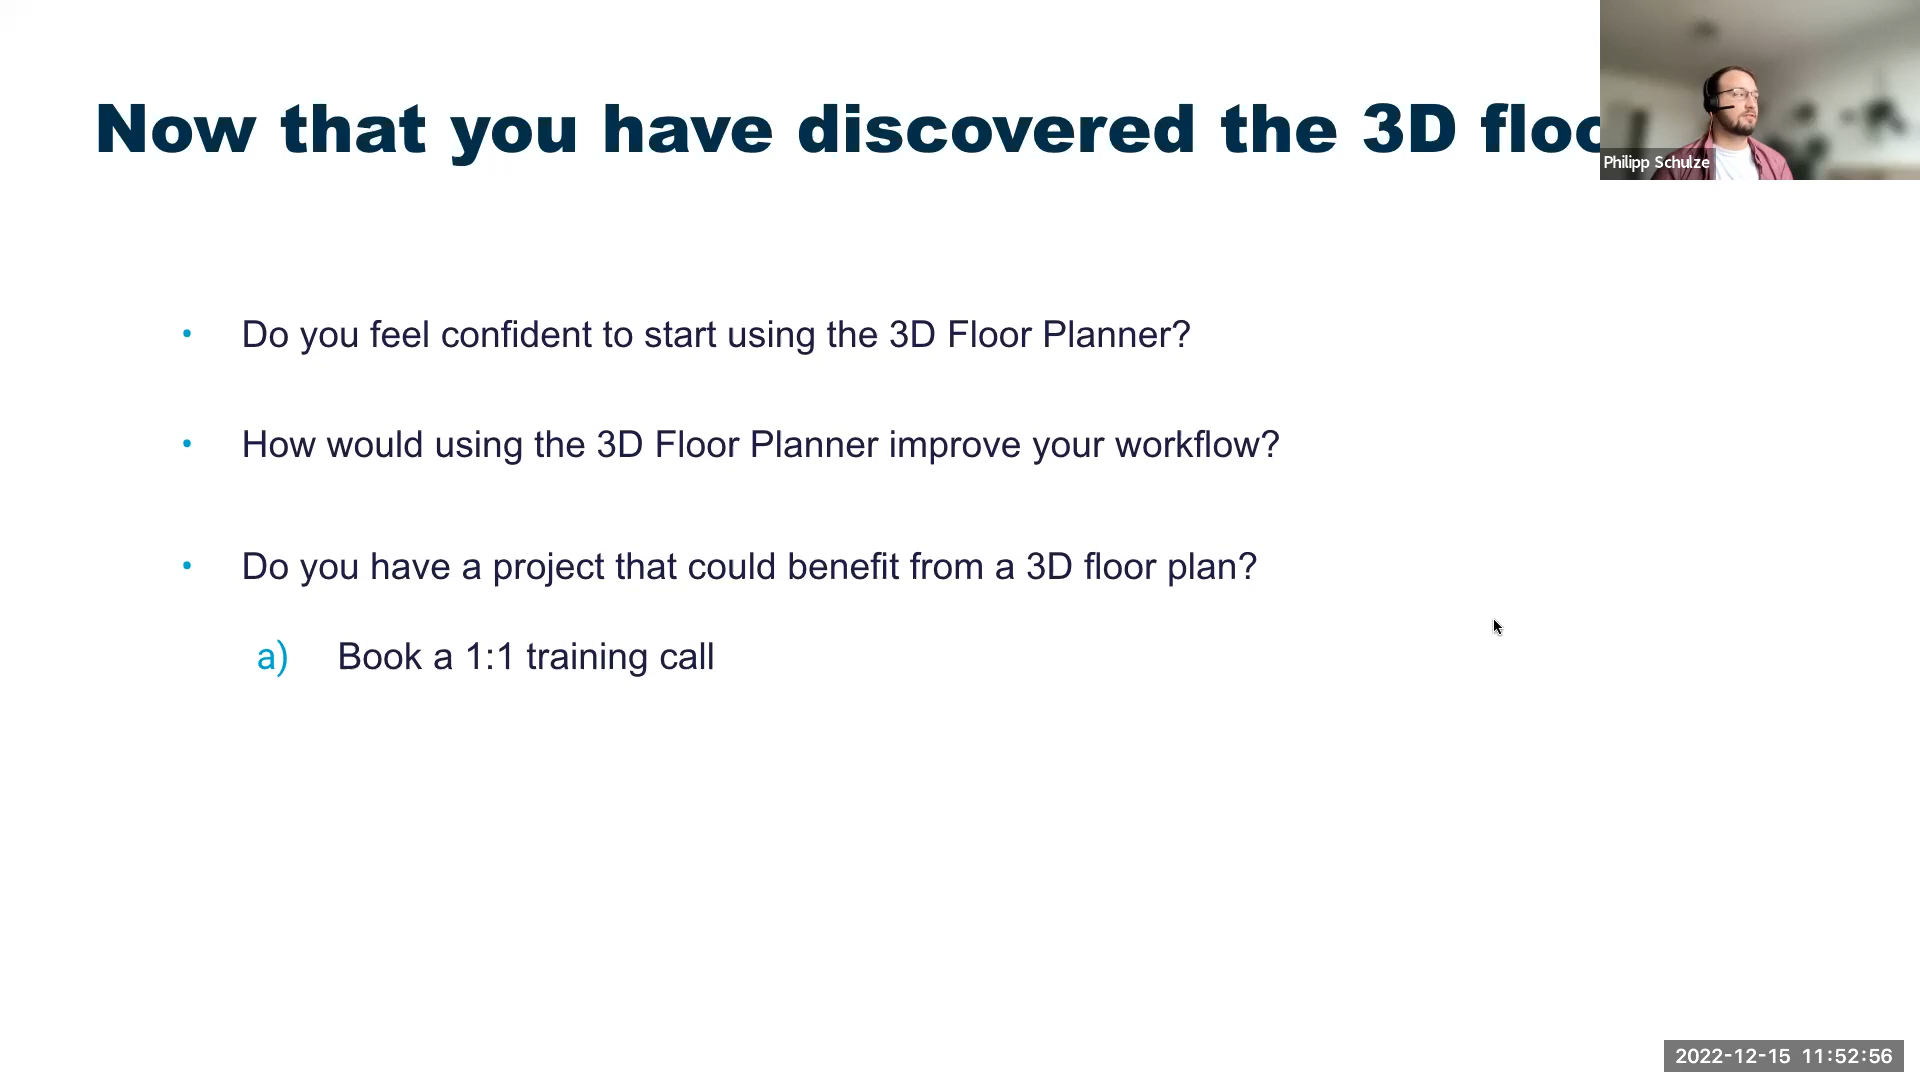 Now that you have discovered the 3D
Philipp Schulze
• Do you feel confident to start using the 3D Floor Planner?
• How would using the 3D Floor Planner improve your workflow?
• Do you have a project that could benefit from a 3D floor plan?
a) Book a 1:1 training call
2022-12-15 11:52:56